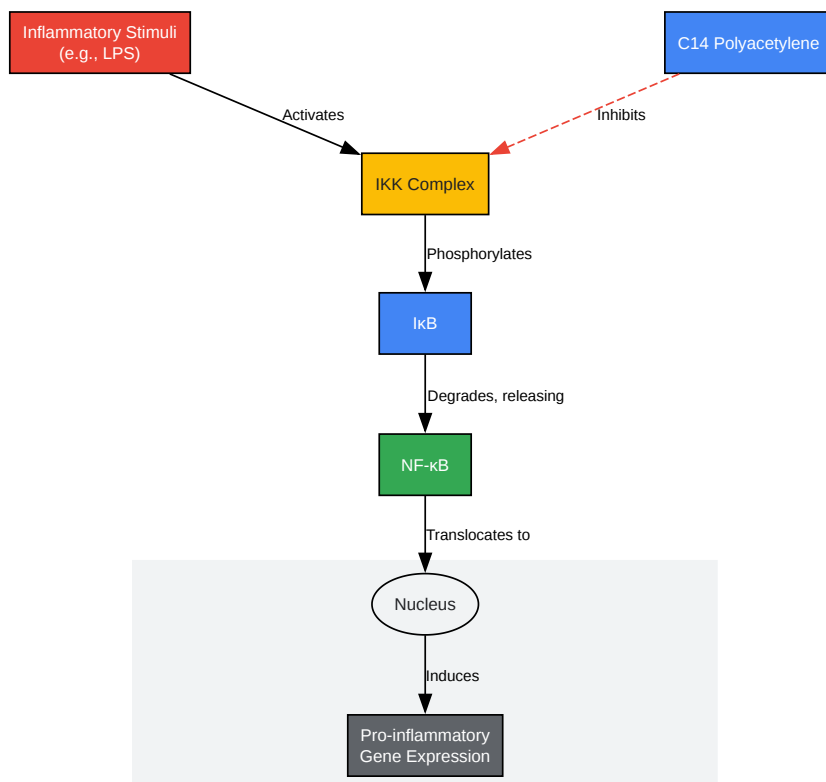 Inflammatory Stimuli
(e.g., LPS)
C14 Polyacetylene
Activates
Inhibits
IKK Complex
Phosphorylates
IκB
Degrades, releasing
NF-κB
Translocates to
Nucleus
Induces
Pro-inflammatory
Gene Expression